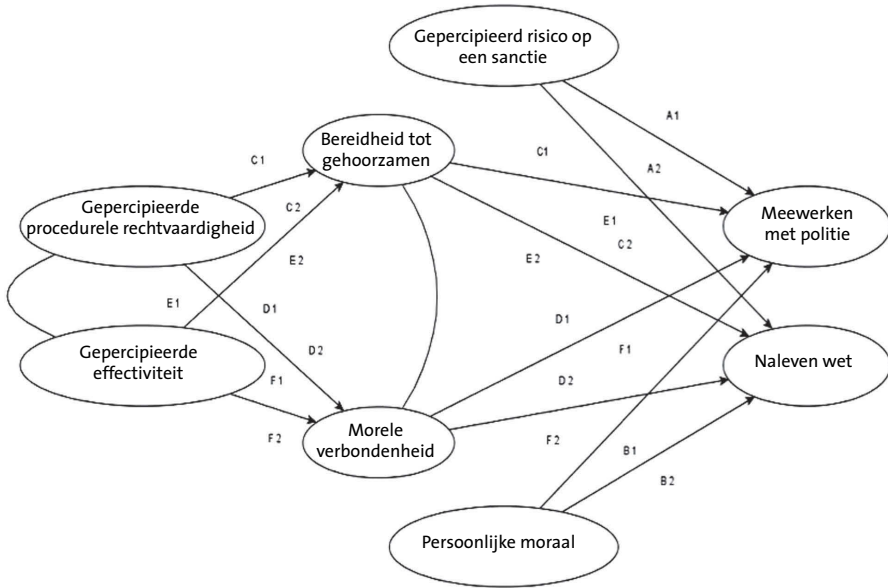 Gepercipieerd risico op
een sanctie
A1
Bereidheid tot
gehoorzamen
C1
C1
A2
Gepercipieerde
procedurele rechtvaardigheid
C2
E1
Meewerken
met politie
C2
E2
E2
E1
D1
D1
Gepercipieerde
effectiviteit
D2
F1
Naleven wet
F1
D2
F2
Morele
verbondenheid
F2
B1
B2
Persoonlijke moraal